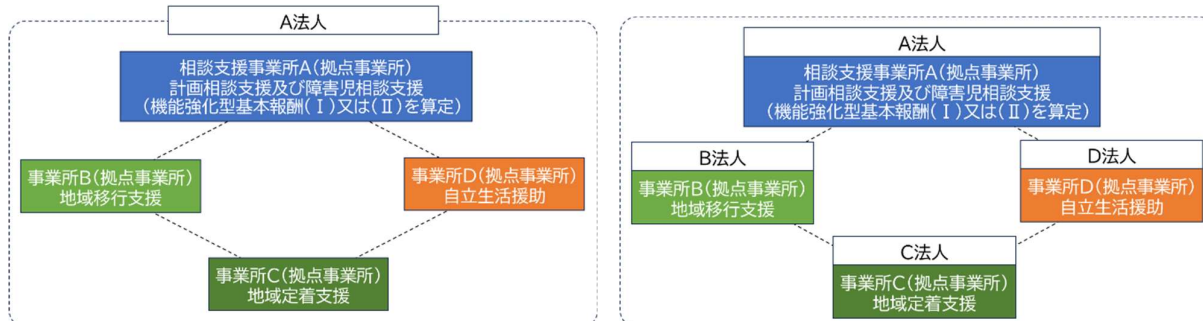 A法人
相談支援事業所A(拠点事業所)
計画相談支援及び障害児相談支援
(機能強化型基本報酬(Ⅰ)又は(Ⅱ)を算定)
事業所B(拠点事業所)
地域移行支援
事業所D(拠点事業所)
自立生活援助
事業所C(拠点事業所)
地域定着支援
A法人
相談支援事業所A(拠点事業所)
計画相談支援及び障害児相談支援
(機能強化型基本報酬(Ⅰ)又は(Ⅱ)を算定)
B法人
事業所B(拠点事業所)
地域移行支援
D法人
事業所D(拠点事業所)
自立生活援助
C法人
事業所C(拠点事業所)
地域定着支援